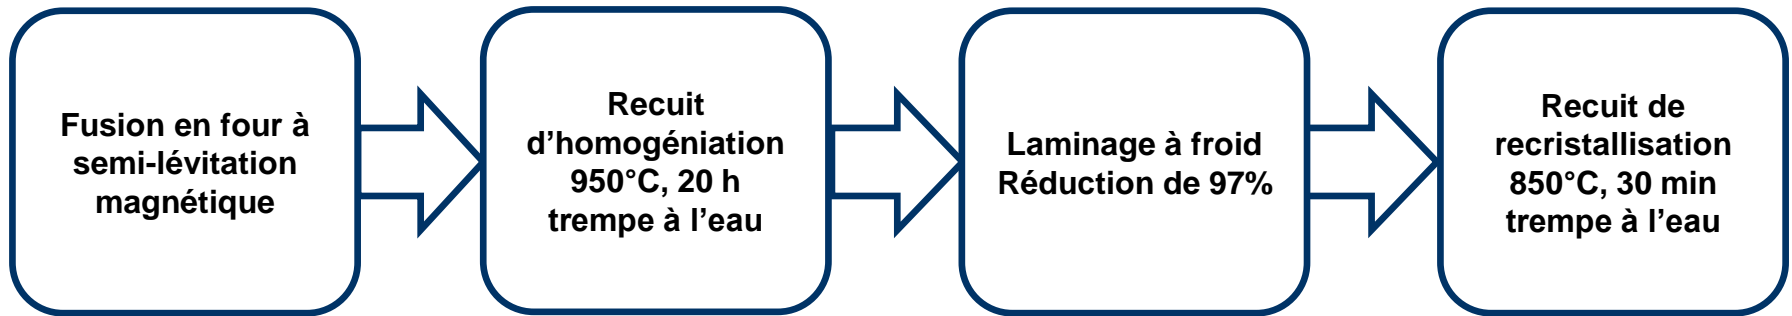 Fusion en four à
semi-lévitation
magnétique
Recuit
d’homogéniation
950°C, 20 h
trempe à l’eau
Laminage à froid
Réduction de 97%
Recuit de
recristallisation
850°C, 30 min
trempe à l’eau